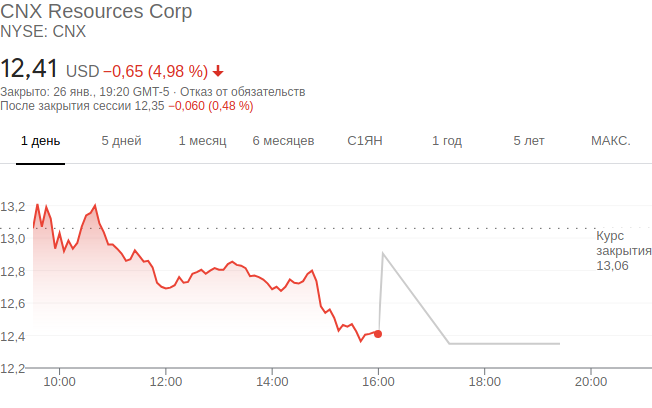 CNX Resources Corp
NYSE: CNX
12,41 USD −0,65 (4,98 %)
Закрыто: 26 янв., 19:20 GMT-5 · Отказ от обязательств
После закрытия сессии 12,35 −0,060 (0,48 %)
1 день 5 дней 1 месяц 6 месяцев С1ЯН 1 год 5 лет МАКС.
13,2
13,0
Курс
закрытия
13,06
12,8
12,6
12,4
12,2
10:00 12:00 14:00 16:00 18:00 20:00